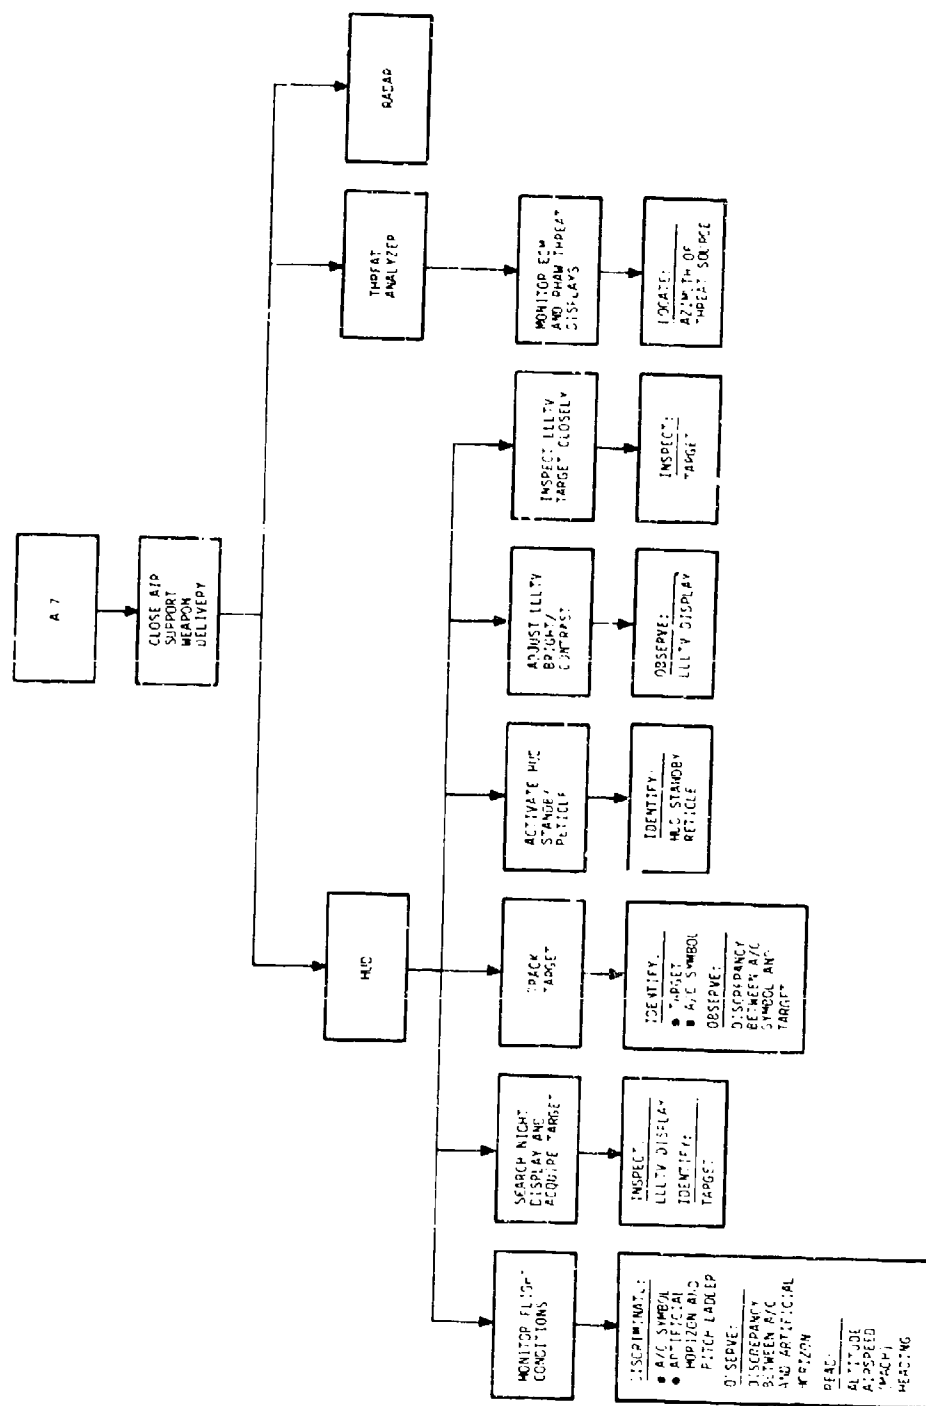 A-7
CLOSE AIR
SUPPORT
WEAPON
DELIVERY
HUD
THREAT
ANALYZER
RADAR
MONITOR FLIGHT
CONDITIONS
SEARCH NIGHT
DISPLAY AND
ACQUIRE TARGET
TRACK
TARGET
ACTIVATE HUD
STANDBY
RETICLE
ADJUST LLLTV
BRIGHT/
CONTRAST
INSPECT LLLTV
TARGET CLOSELY
MONITOR ECM
AND RHAW THREAT
DISPLAYS
DISCRIMINATE:
● A/C SYMBOL
● ARTIFICIAL
HORIZON AND
PITCH LADDER
OBSERVE:
DISCREPANCY
BETWEEN A/C
AND ARTIFICIAL
HORIZON
READ:
ALTITUDE
AIRSPEED
(MACH)
HEADING
INSPECT:
LLLTV DISPLAY
IDENTIFY:
TARGET
IDENTIFY:
● TARGET
● A/C SYMBOL
OBSERVE:
DISCREPANCY
BETWEEN A/C
SYMBOL AND
TARGET
IDENTIFY:
HUD STANDBY
RETICLE
OBSERVE:
LLLTV DISPLAY
INSPECT:
TARGET
LOCATE:
AZIMUTH OF
THREAT SOURCE